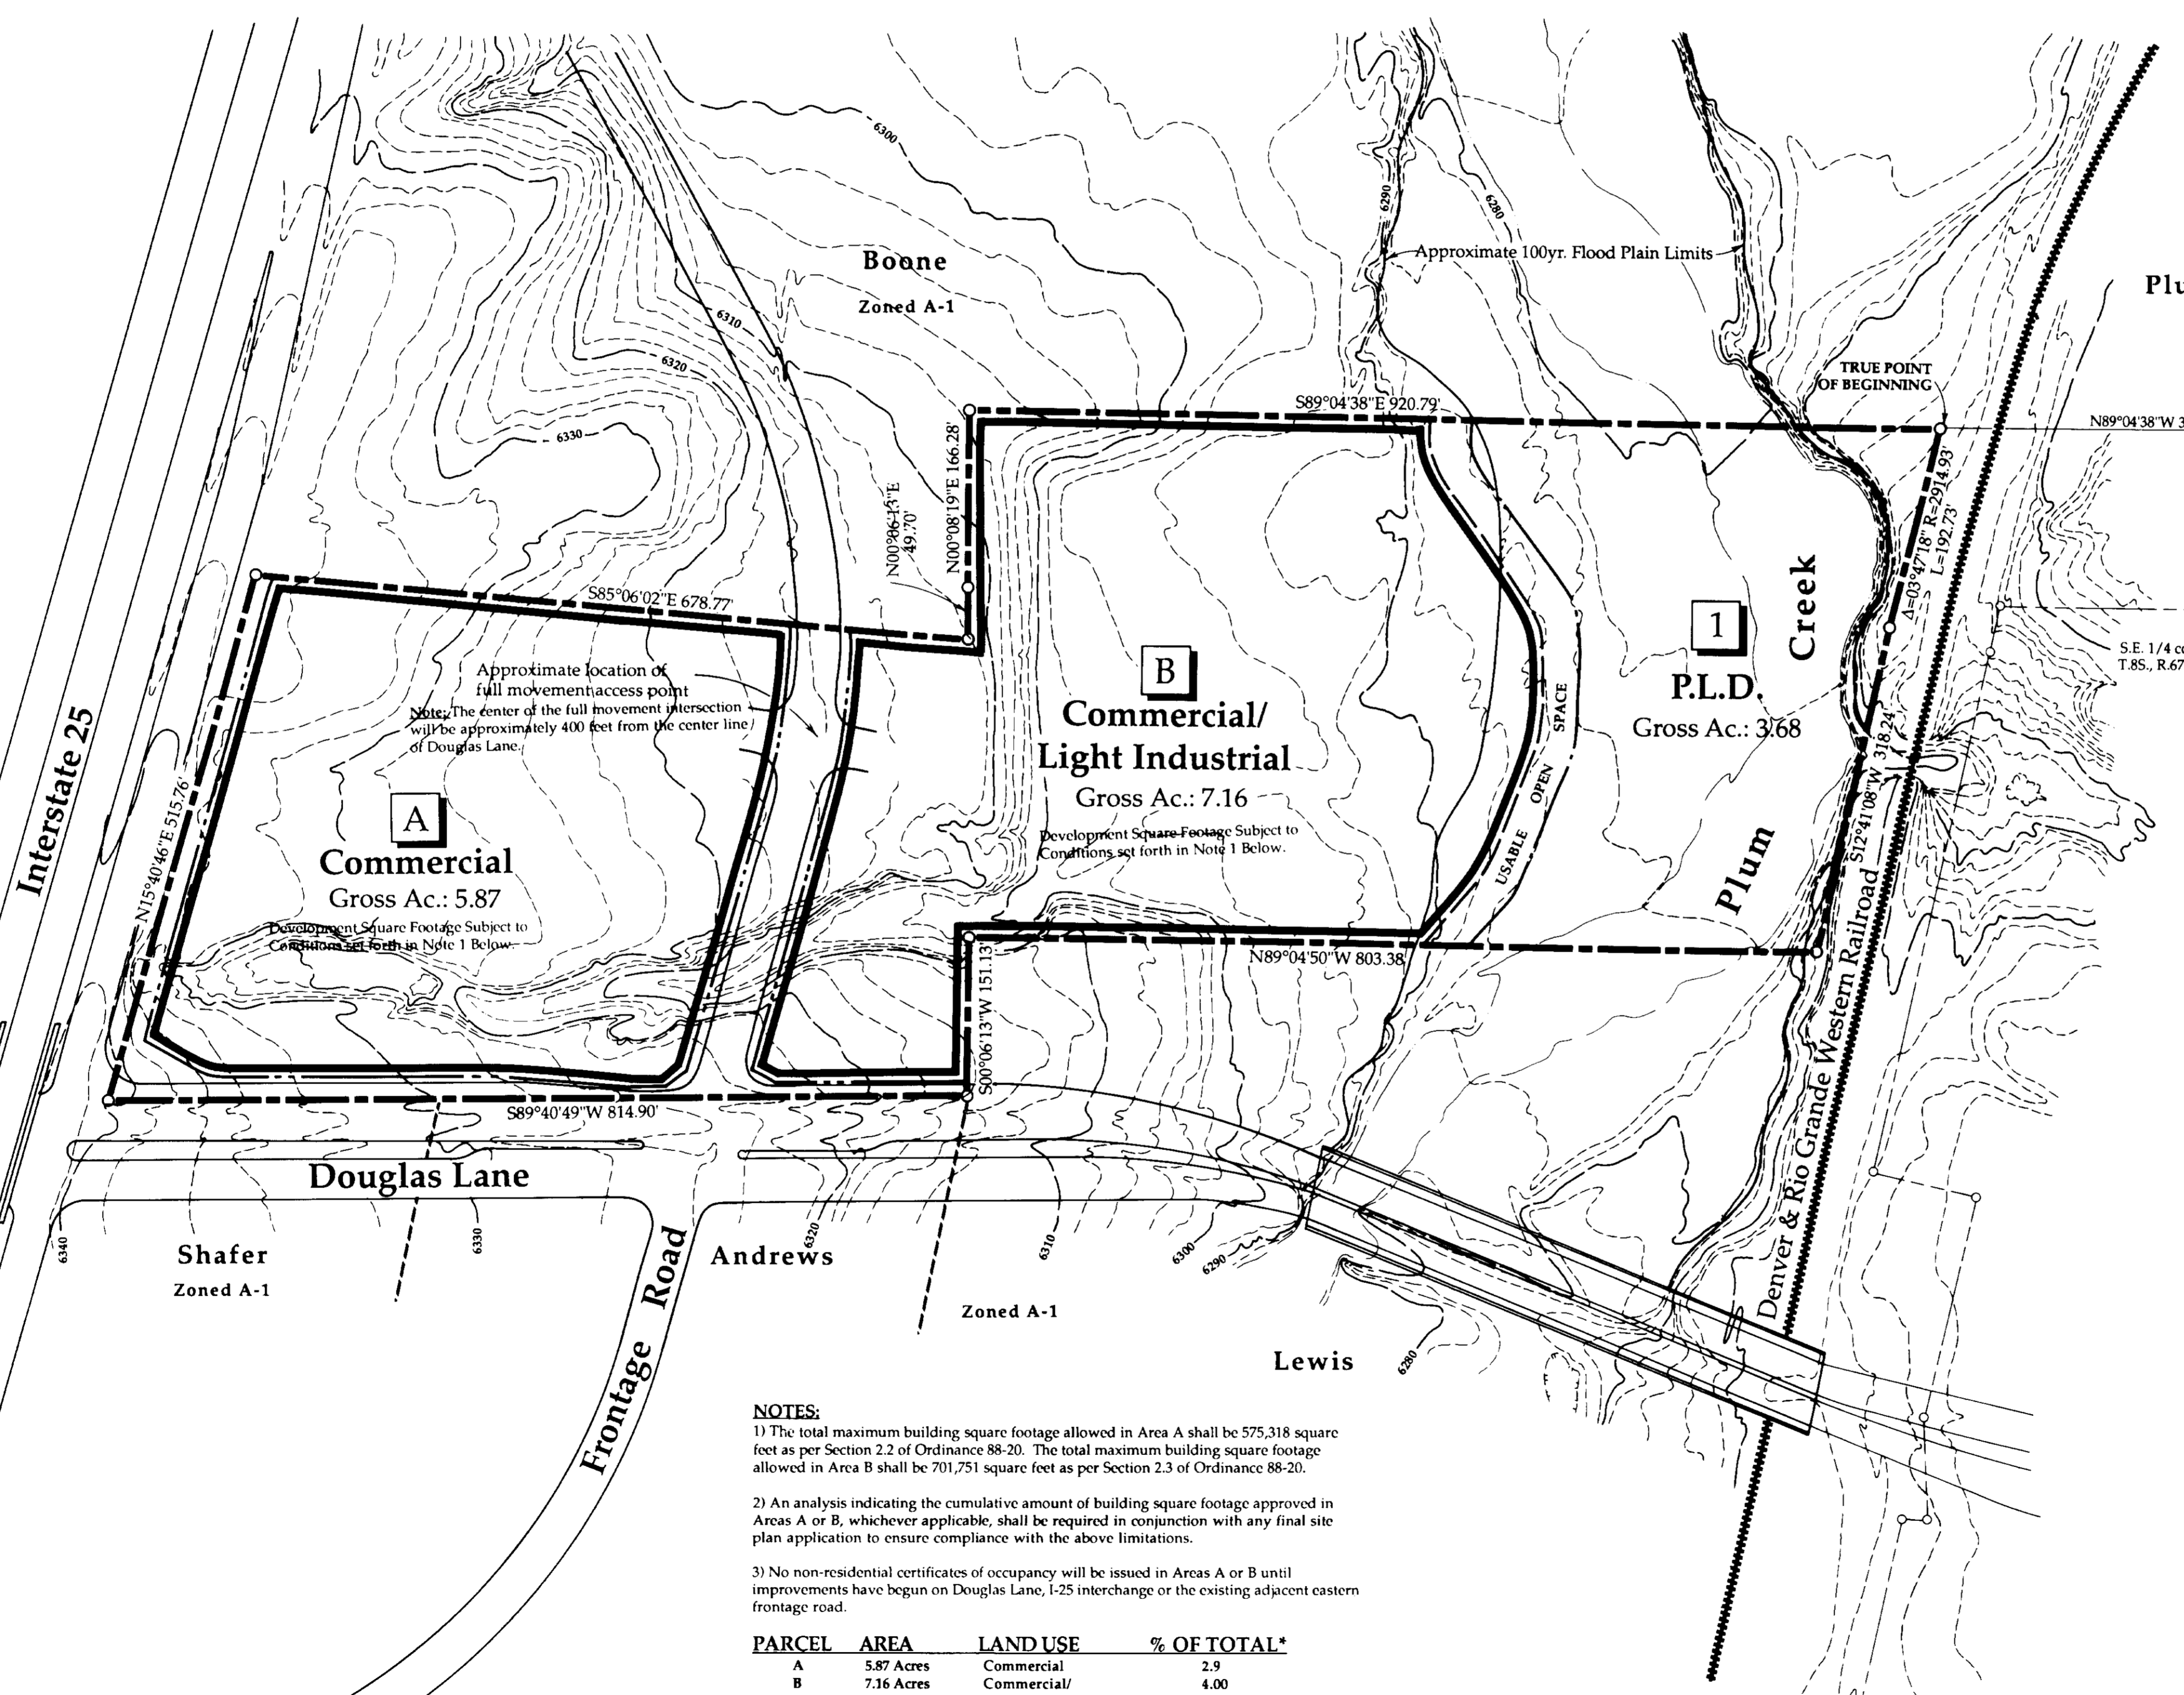 6300
6290
6280
Approximate 100yr. Flood Plain Limits
Boone
Zoned A-1
Plu
6310
6320
6330
TRUE POINT
OF BEGINNING
S89°04'38"E 920.79'
N89°04'38"W 3
N00°08'19"E 166.28'
N00°06'13"E
49.70'
Δ=03°47'18" R=2914.93'
L=192.73'
S85°06'02"E 678.77'
Approximate location of
full movement access point
Note: The center of the full movement intersection
will be approximately 400 feet from the center line
of Douglas Lane.
B
Commercial/
Light Industrial
Gross Ac.: 7.16
Development Square Footage Subject to
Conditions set forth in Note 1 Below.
USABLE OPEN SPACE
1
P.L.D.
Gross Ac.: 3.68
Plum Creek
S.E. 1/4 co
T.8S., R.67
S12°41'08"W 318.24'
Interstate 25
N15°40'46"E 515.76'
A
Commercial
Gross Ac.: 5.87
Development Square Footage Subject to
Conditions set forth in Note 1 Below.
N89°04'50"W 803.38'
S00°06'13"W 151.13'
S89°40'49"W 814.90'
Denver & Rio Grande Western Railroad
Douglas Lane
6340
6330
6320
6310
6300
6290
6280
Shafer
Zoned A-1
Frontage Road
Andrews
Zoned A-1
Lewis
NOTES:
1) The total maximum building square footage allowed in Area A shall be 575,318 square
feet as per Section 2.2 of Ordinance 88-20. The total maximum building square footage
allowed in Area B shall be 701,751 square feet as per Section 2.3 of Ordinance 88-20.
2) An analysis indicating the cumulative amount of building square footage approved in
Areas A or B, whichever applicable, shall be required in conjunction with any final site
plan application to ensure compliance with the above limitations.
3) No non-residential certificates of occupancy will be issued in Areas A or B until
improvements have begun on Douglas Lane, I-25 interchange or the existing adjacent eastern
frontage road.
PARCEL AREA LAND USE % OF TOTAL*
A 5.87 Acres Commercial 2.9
B 7.16 Acres Commercial/ 4.00